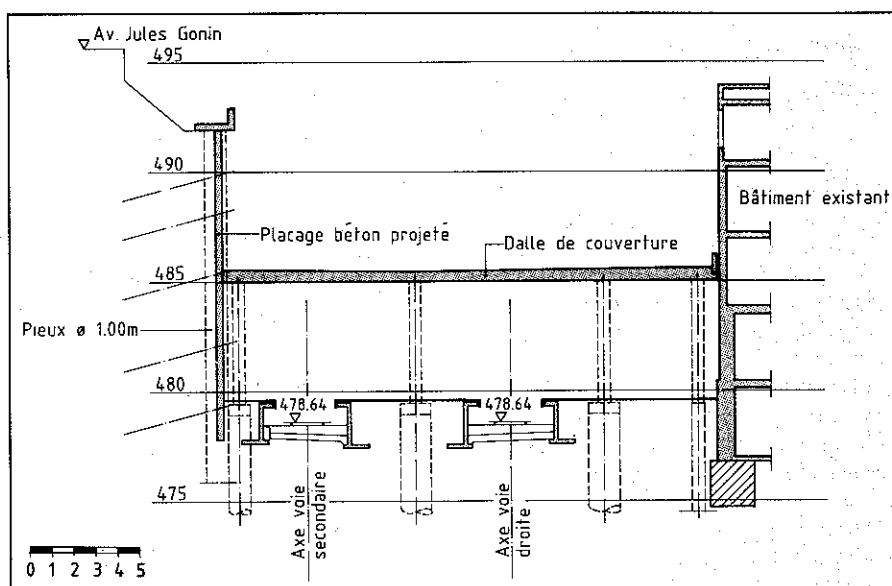 Av. Jules Gonin
495
490
Bâtiment existant
Placage béton projeté
Dalle de couverture
485
Pieux ø 1.00m
480
478.64
478.64
475
Axe voie
secondaire
Axe voie
droite
0 1 2 3 4 5